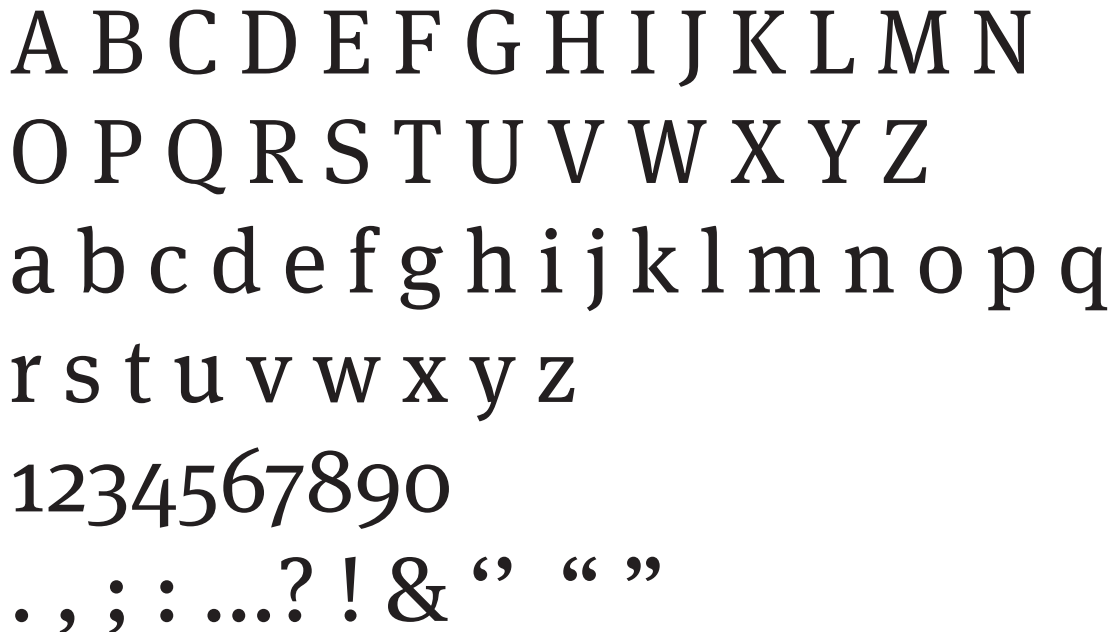 A B C D E F G H I J K L M N
O P Q R S T U V W X Y Z
a b c d e f g h i j k l m n o p q
r s t u v w x y z
1234567890
. , ; : ...? ! & ‘’ “ ”